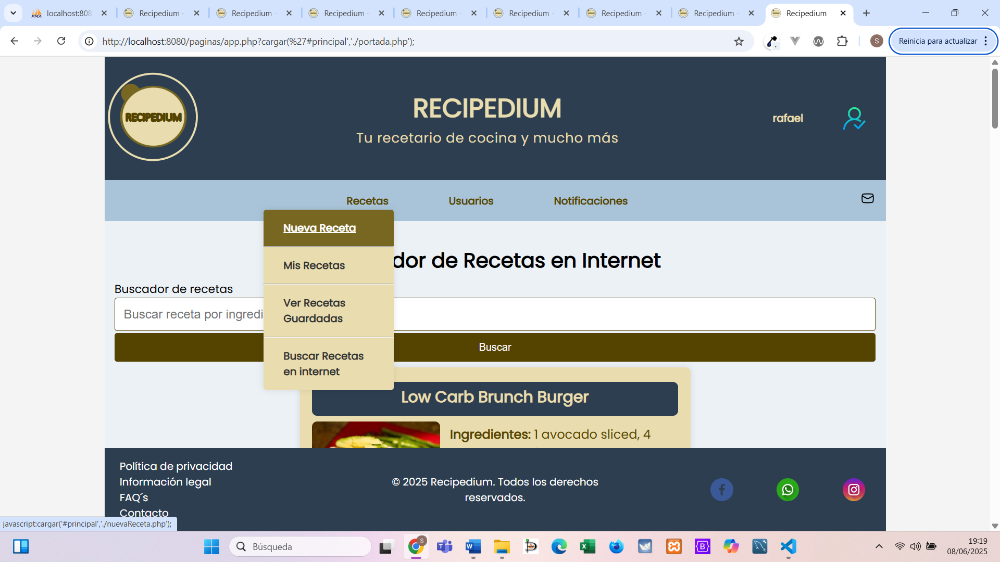 localhost:808
Recipedium -
Recipedium -
Recipedium -
Recipedium -
Recipedium -
Recipedium -
Recipedium -
Recipedium
http://localhost:8080/paginas/app.php?cargar(%27#principal','./portada.php');
S
Reinicia para actualizar
RECIPEDIUM
RECIPEDIUM
Tu recetario de cocina y mucho más
rafael
Recetas
Usuarios
Notificaciones
Nueva Receta
Mis Recetas
Ver Recetas
Guardadas
Buscar Recetas
en internet
dor de Recetas en Internet
Buscador de recetas
Buscar receta por ingredi
Buscar
Low Carb Brunch Burger
Ingredientes: 1 avocado sliced, 4
Política de privacidad
Información legal
FAQ´s
Contacto
© 2025 Recipedium. Todos los derechos
reservados.
javascript:cargar('#principal','./nuevaReceta.php');
Búsqueda
19:19
08/06/2025